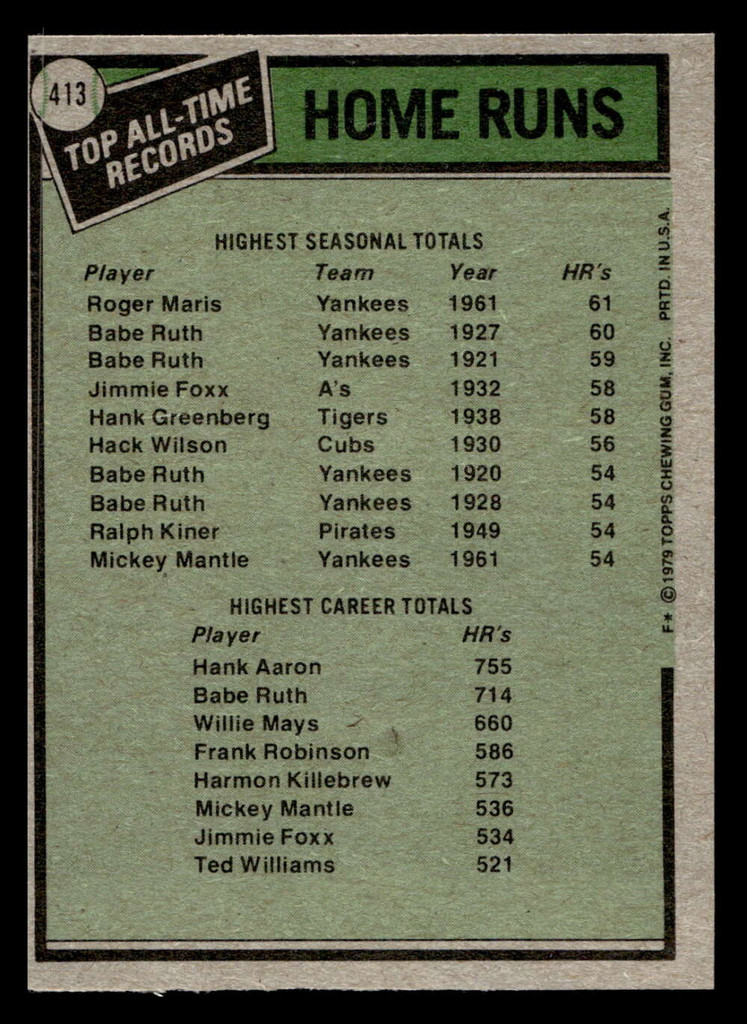 413
TOP ALL-TIME
RECORDS
HOME RUNS
HIGHEST SEASONAL TOTALS
Player Team Year HR's
Roger Maris Yankees 1961 61
Babe Ruth Yankees 1927 60
Babe Ruth Yankees 1921 59
Jimmie Foxx A's 1932 58
Hank Greenberg Tigers 1938 58
Hack Wilson Cubs 1930 56
Babe Ruth Yankees 1920 54
Babe Ruth Yankees 1928 54
Ralph Kiner Pirates 1949 54
Mickey Mantle Yankees 1961 54
HIGHEST CAREER TOTALS
Player HR's
Hank Aaron 755
Babe Ruth 714
Willie Mays 660
Frank Robinson 586
Harmon Killebrew 573
Mickey Mantle 536
Jimmie Foxx 534
Ted Williams 521
F* © 1979 TOPPS CHEWING GUM, INC. PRTD. IN U.S.A.